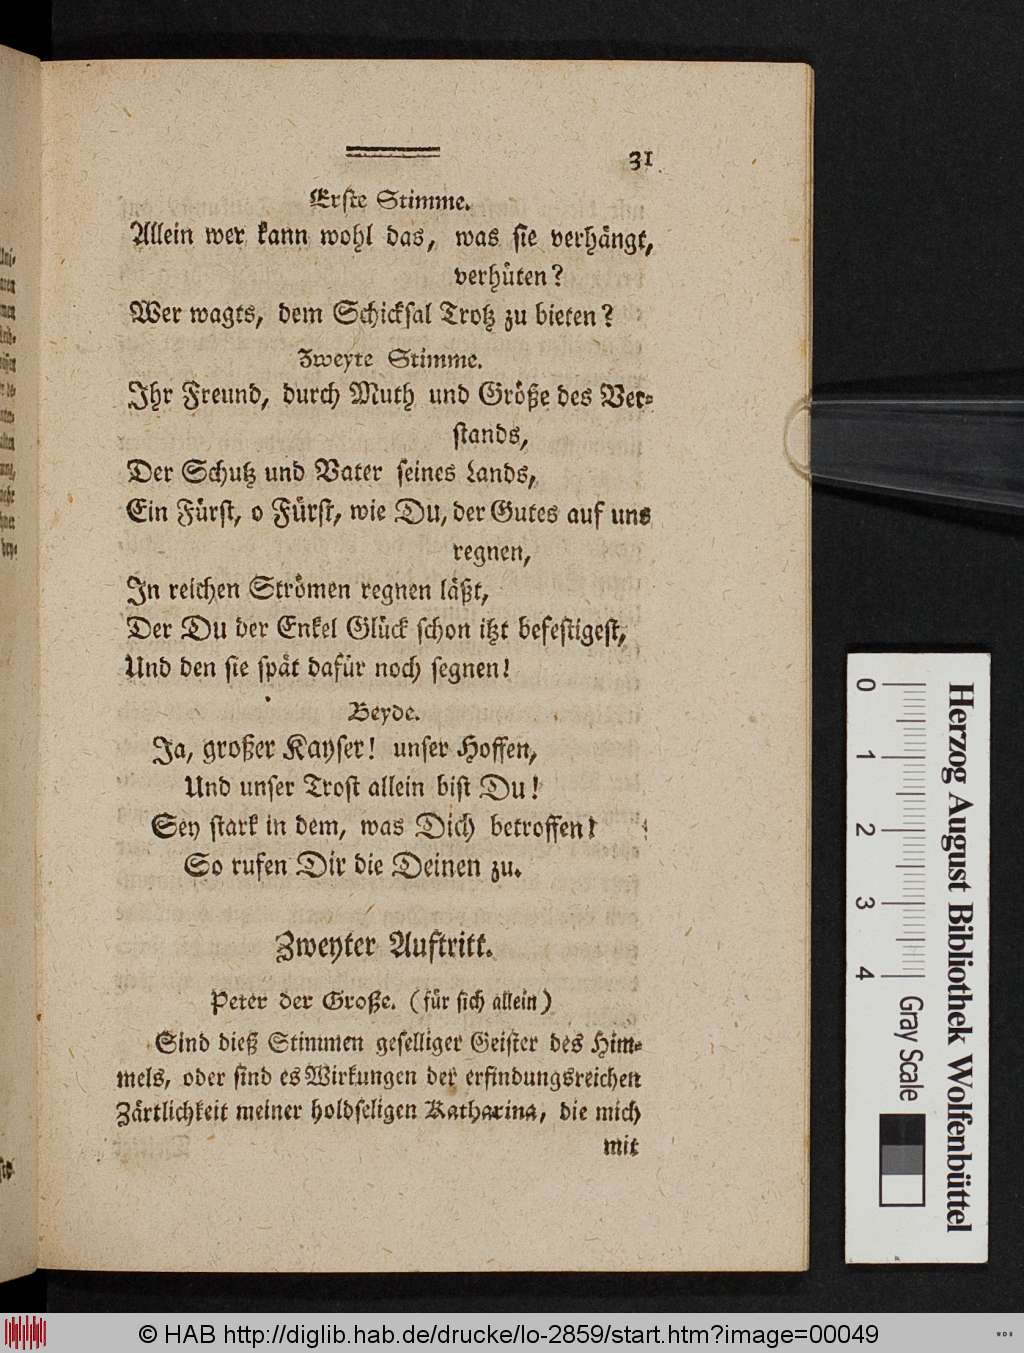 31
Erste Stimme.
Allein wer kann wohl das, was sie verhängt,
verhüten?
Wer wagts, dem Schicksal Trotz zu bieten?
Zweyte Stimme.
Ihr Freund, durch Muth und Größe des Ver-
stands,
Der Schutz und Vater seines Lands,
Ein Fürst, o Fürst, wie Du, der Gutes auf uns
regnen,
In reichen Strömen regnen läßt,
Der Du der Enkel Glück schon itzt befestigest,
Und den sie spät dafür noch segnen!
Beyde.
Ja, großer Kayser! unser Hoffen,
Und unser Trost allein bist Du!
Sey stark in dem, was Dich betroffen!
So rufen Dir die Deinen zu.
Zweyter Auftritt.
Peter der Große. (für sich allein)
Sind dieß Stimmen geselliger Geister des Him-
mels, oder sind es Wirkungen der erfindungsreichen
Zärtlichkeit meiner holdseligen Katharina, die mich
mit
0 1 2 3 4
Herzog August Bibliothek Wolfenbüttel
Gray Scale
© HAB http://diglib.hab.de/drucke/lo-2859/start.htm?image=00049